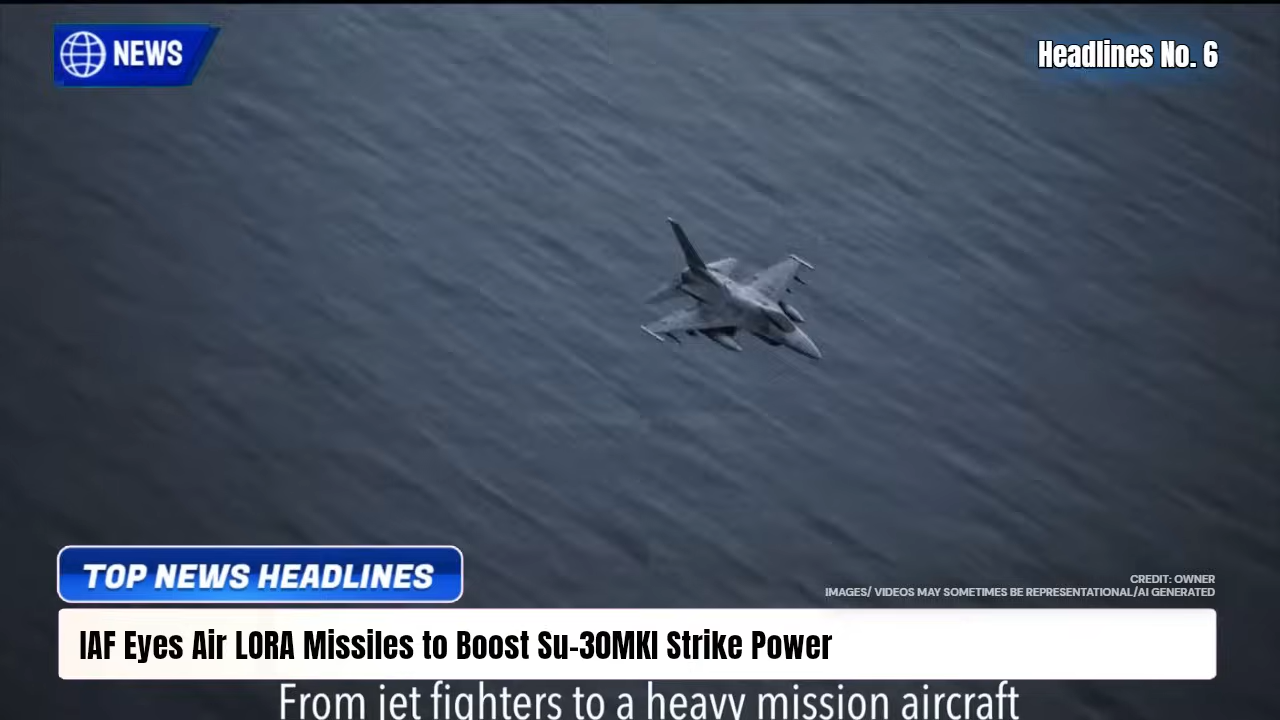 NEWS
Headlines No. 6
TOP NEWS HEADLINES
CREDIT: OWNER
IMAGES/ VIDEOS MAY SOMETIMES BE REPRESENTATIONAL/AI GENERATED
IAF Eyes Air LORA Missiles to Boost Su-30MKI Strike Power
From jet fighters to a heavy mission aircraft